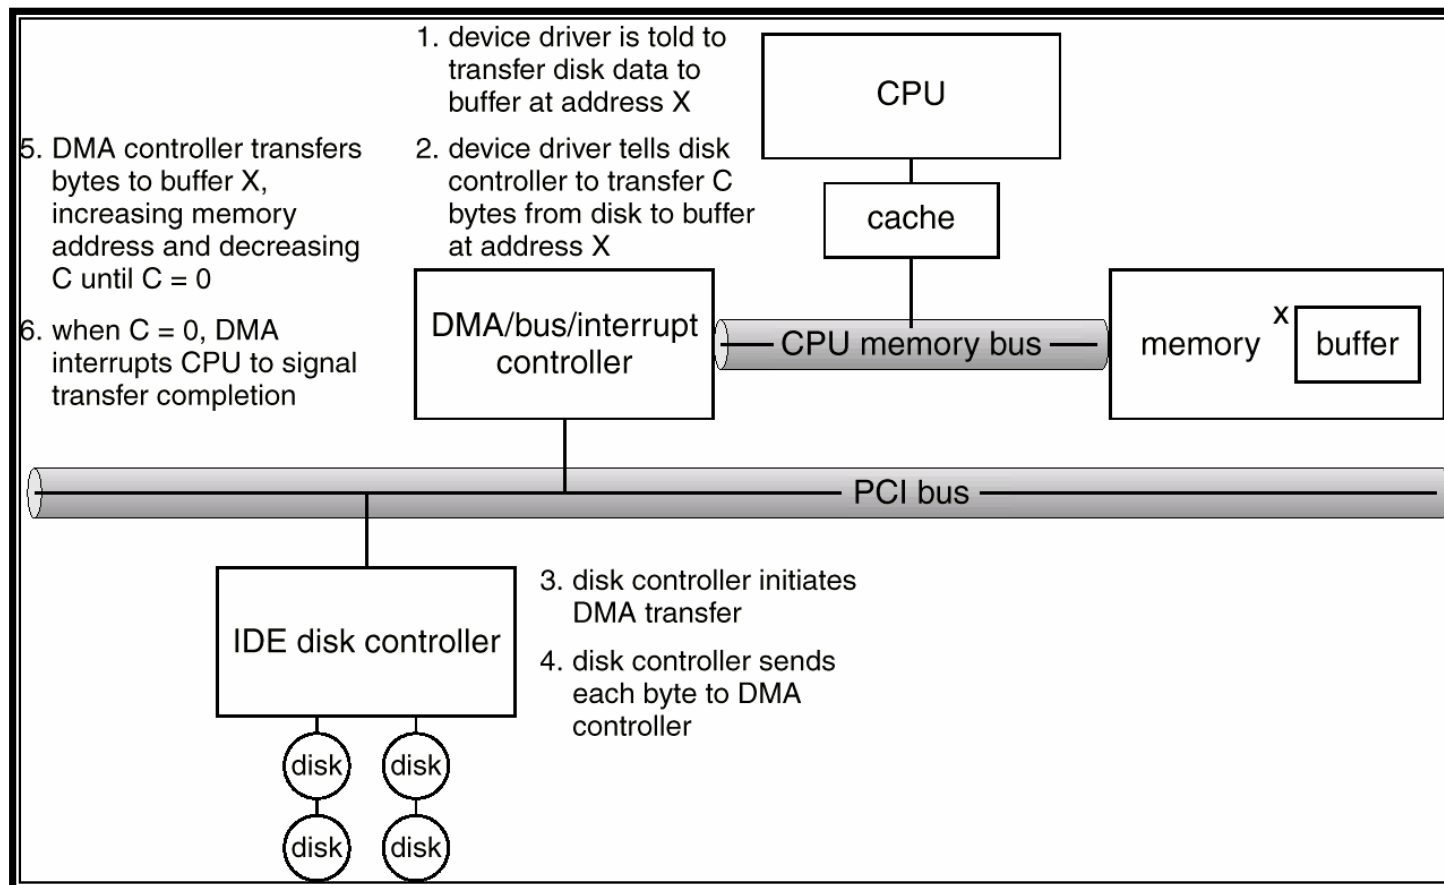 1. device driver is told to
transfer disk data to
buffer at address X
2. device driver tells disk
controller to transfer C
bytes from disk to buffer
at address X
5. DMA controller transfers
bytes to buffer X,
increasing memory
address and decreasing
C until C = 0
6. when C = 0, DMA
interrupts CPU to signal
transfer completion
CPU
cache
DMA/bus/interrupt
controller
CPU memory bus
memory
x
buffer
PCI bus
IDE disk controller
3. disk controller initiates
DMA transfer
4. disk controller sends
each byte to DMA
controller
disk
disk
disk
disk